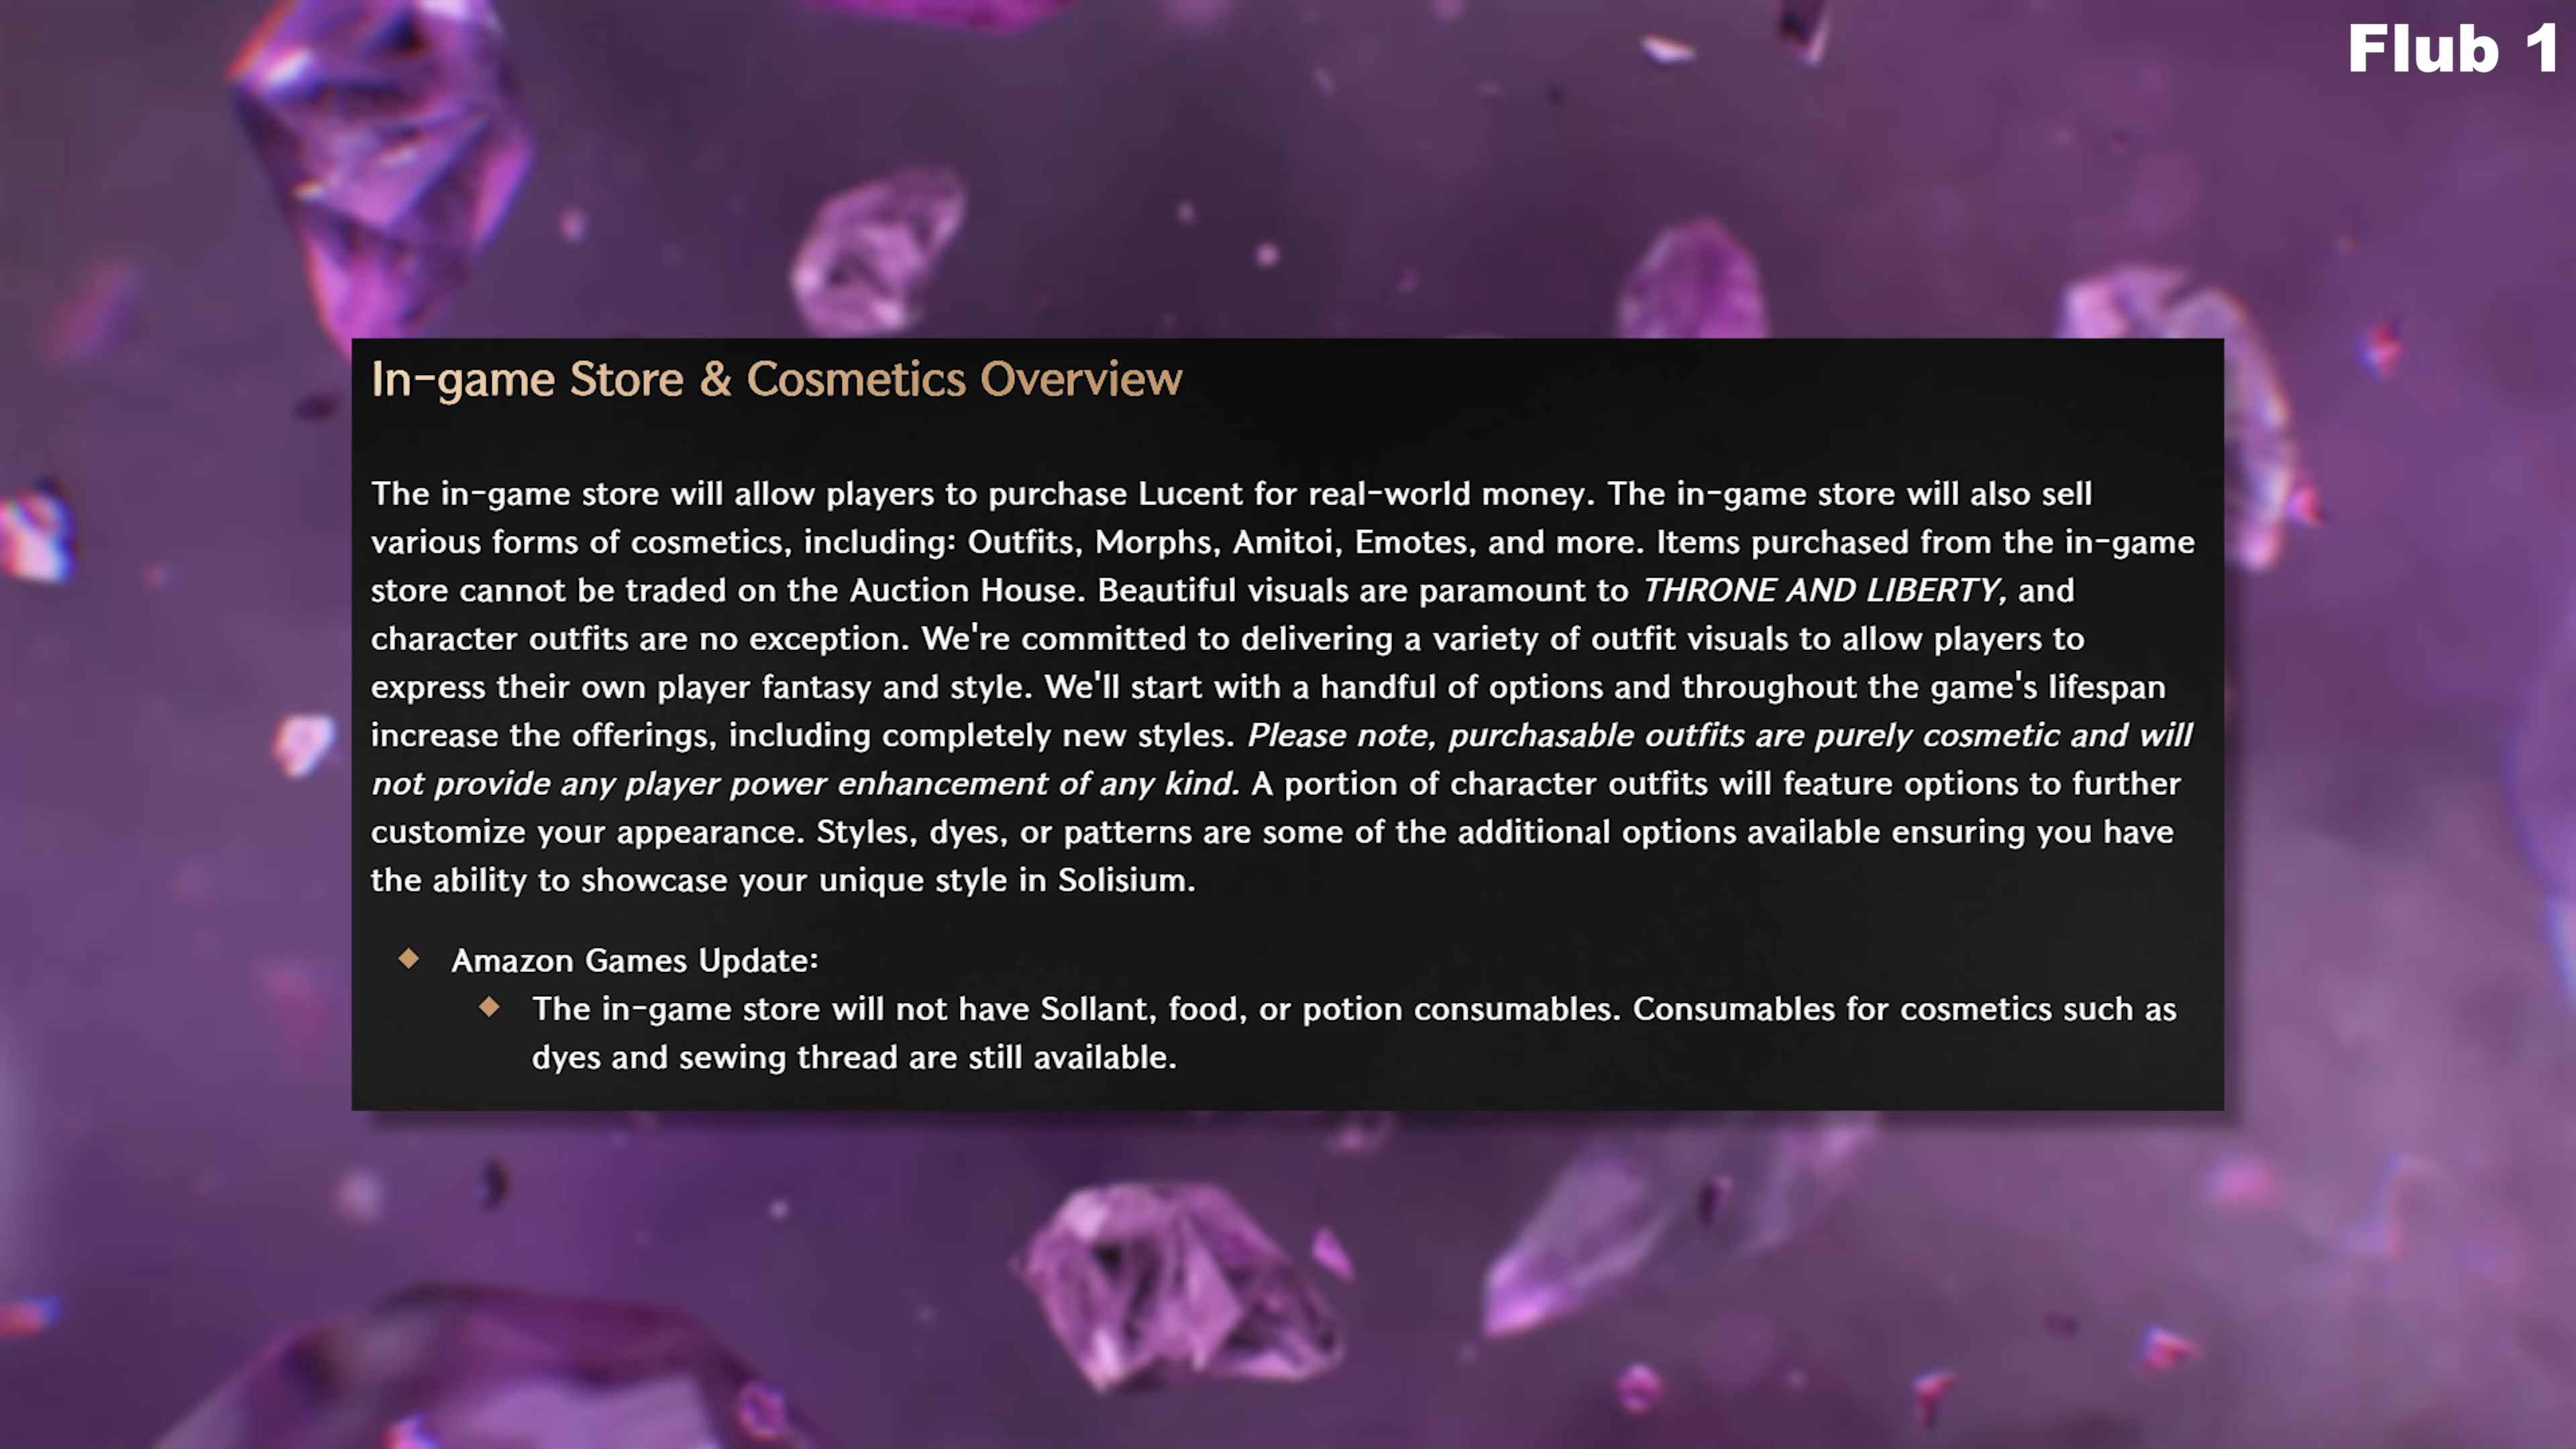 Flub 1
In-game Store & Cosmetics Overview
The in-game store will allow players to purchase Lucent for real-world money. The in-game store will also sell
various forms of cosmetics, including: Outfits, Morphs, Amitoi, Emotes, and more. Items purchased from the in-game
store cannot be traded on the Auction House. Beautiful visuals are paramount to THRONE AND LIBERTY, and
character outfits are no exception. We're committed to delivering a variety of outfit visuals to allow players to
express their own player fantasy and style. We'll start with a handful of options and throughout the game's lifespan
increase the offerings, including completely new styles. Please note, purchasable outfits are purely cosmetic and will
not provide any player power enhancement of any kind. A portion of character outfits will feature options to further
customize your appearance. Styles, dyes, or patterns are some of the additional options available ensuring you have
the ability to showcase your unique style in Solisium.
Amazon Games Update:
The in-game store will not have Sollant, food, or potion consumables. Consumables for cosmetics such as
dyes and sewing thread are still available.